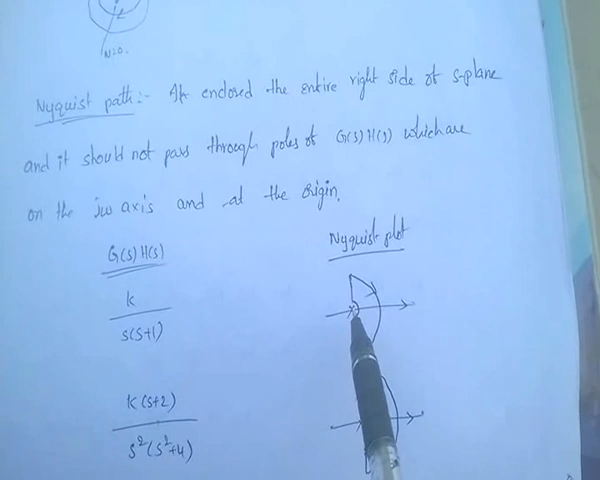 N=0.
Nyquist path:- It enclosed the entire right side of s-plane
and it should not pass through poles of G(s)H(s) which are
on the jw axis and at the origin.
G(s)H(s)
Nyquist plot
K
s(s+1)
K(s+2)
s²(s²+4)